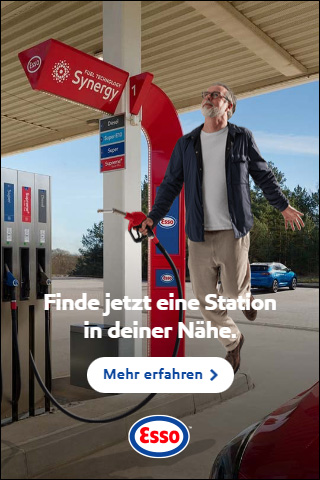 Esso
FUEL TECHNOLOGY
Synergy
1
Diesel
Super E10
Super
Supreme+
Esso
Esso
Finde jetzt eine Station
in deiner Nähe.
Mehr erfahren
Esso